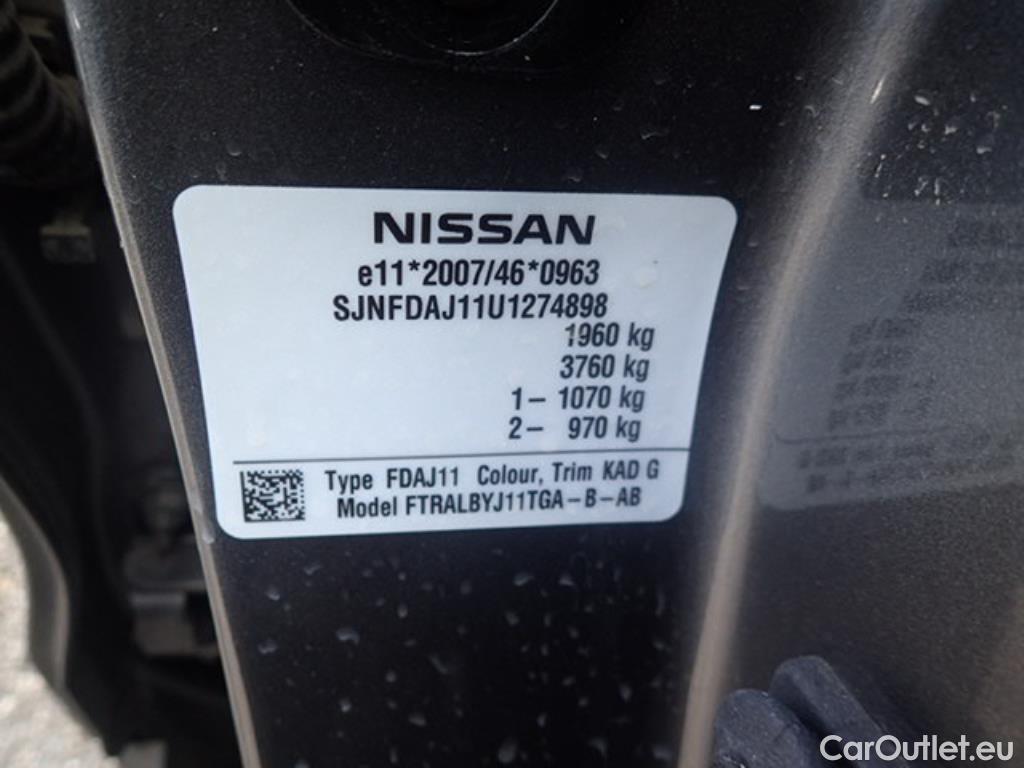 NISSAN
e11*2007/46*0963
SJNFDAJ11U1274898
1960 kg
3760 kg
1– 1070 kg
2– 970 kg
Type FDAJ11 Colour, Trim KAD G
Model FTRALBYJ11TGA–B–AB
CarOutlet.eu